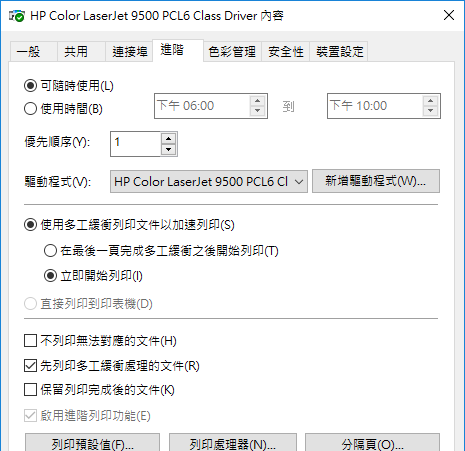 HP Color LaserJet 9500 PCL6 Class Driver 內容
一般 共用 連接埠 進階 色彩管理 安全性 裝置設定
可隨時使用(L)
使用時間(B) 下午 06:00 到 下午 10:00
優先順序(Y): 1
驅動程式(V): HP Color LaserJet 9500 PCL6 Cl 新增驅動程式(W)...
使用多工緩衝列印文件以加速列印(S)
在最後一頁完成多工緩衝之後開始列印(T)
立即開始列印(I)
直接列印到印表機(D)
不列印無法對應的文件(H)
先列印多工緩衝處理的文件(R)
保留列印完成後的文件(K)
啟用進階列印功能(E)
列印預設值(F)... 列印處理器(N)... 分隔頁(O)...